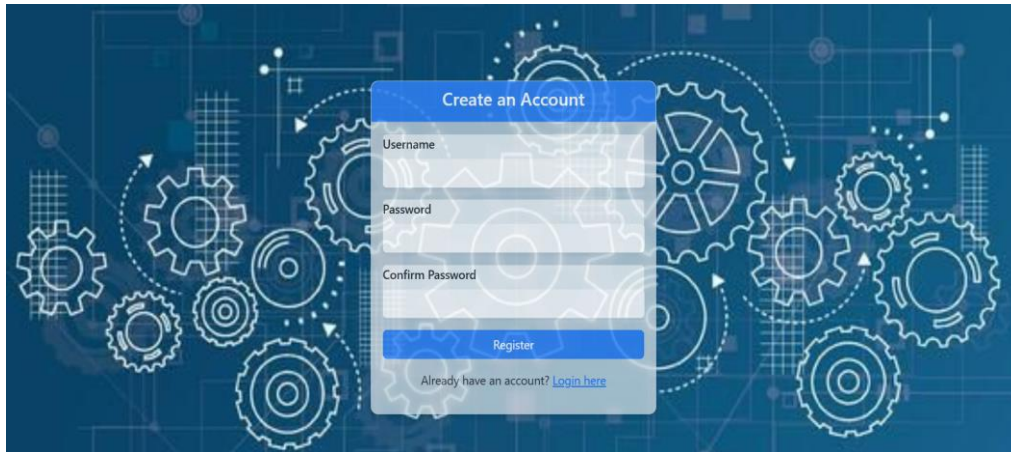 Create an Account
Username
Password
Confirm Password
Register
Already have an account? Login here